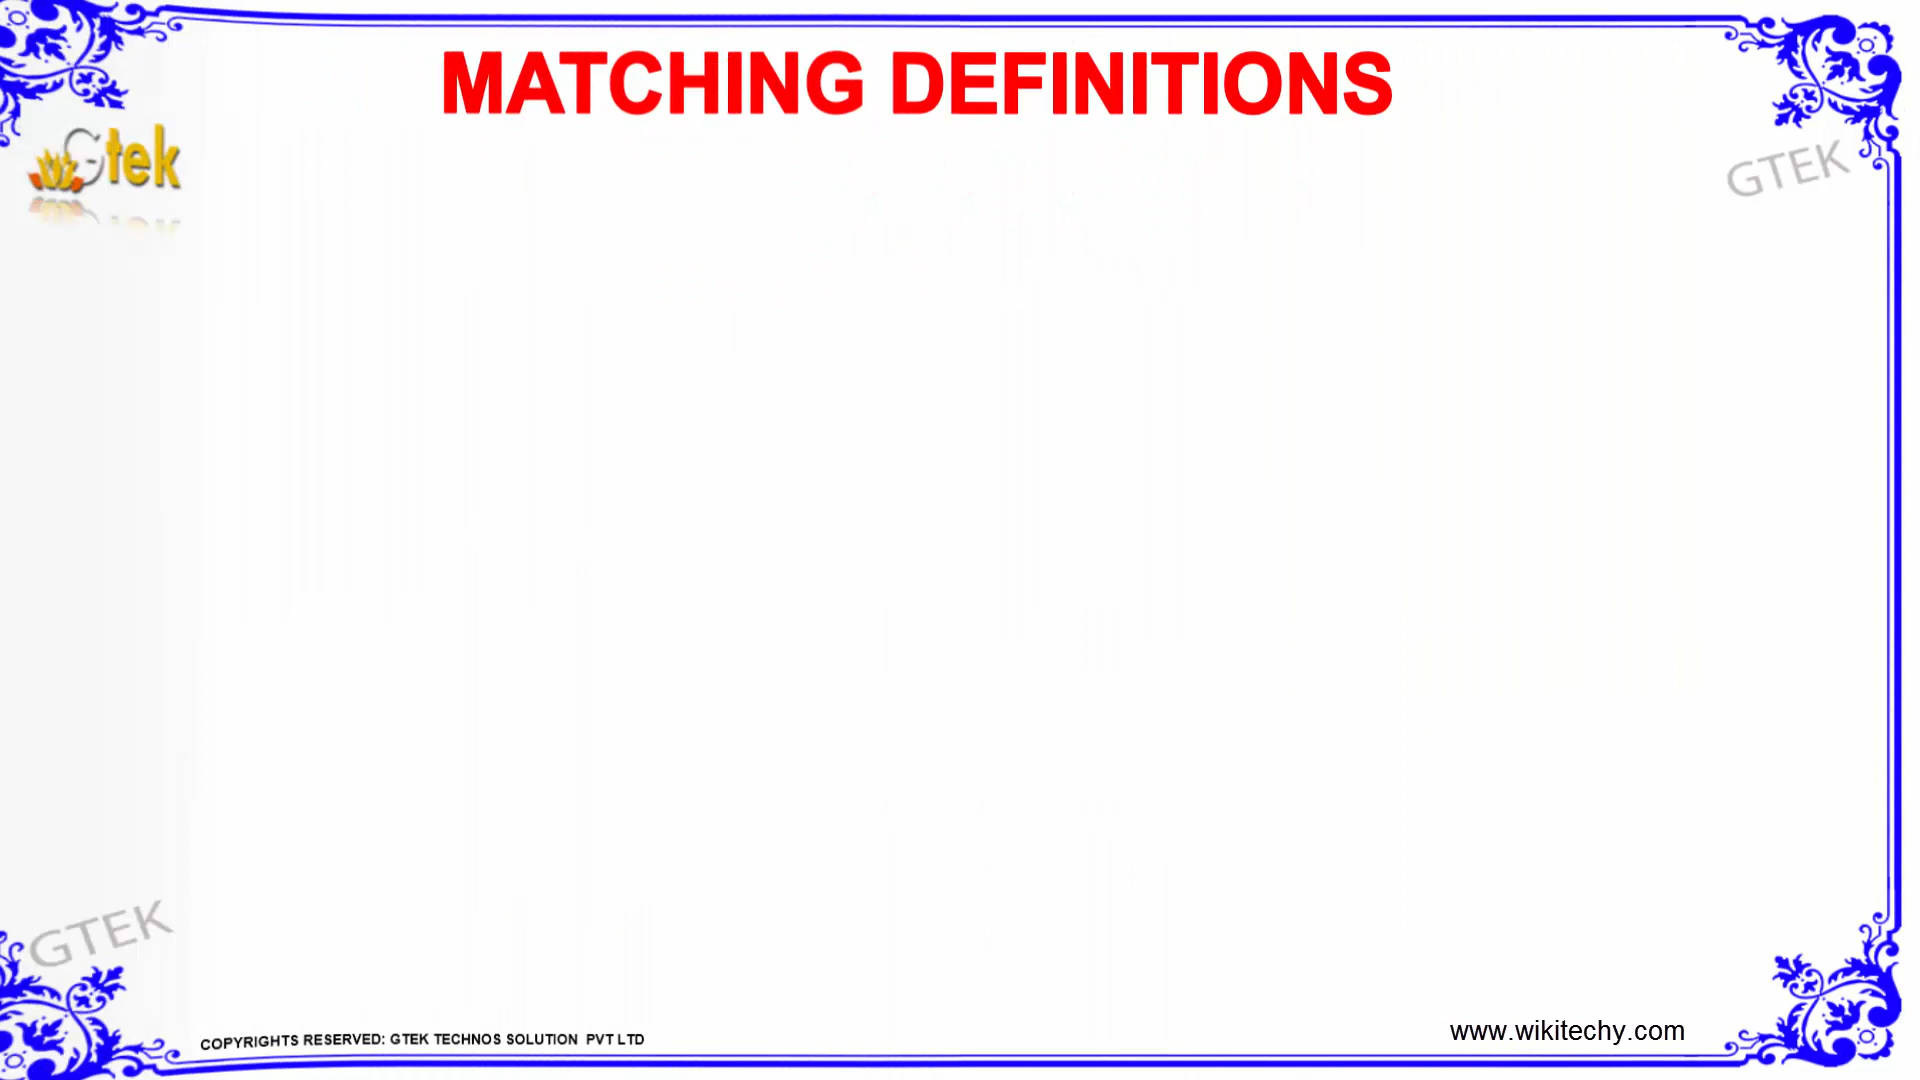 MATCHING DEFINITIONS
Gtek
GTEK
GTEK
COPYRIGHTS RESERVED: GTEK TECHNOS SOLUTION PVT LTD
www.wikitechy.com